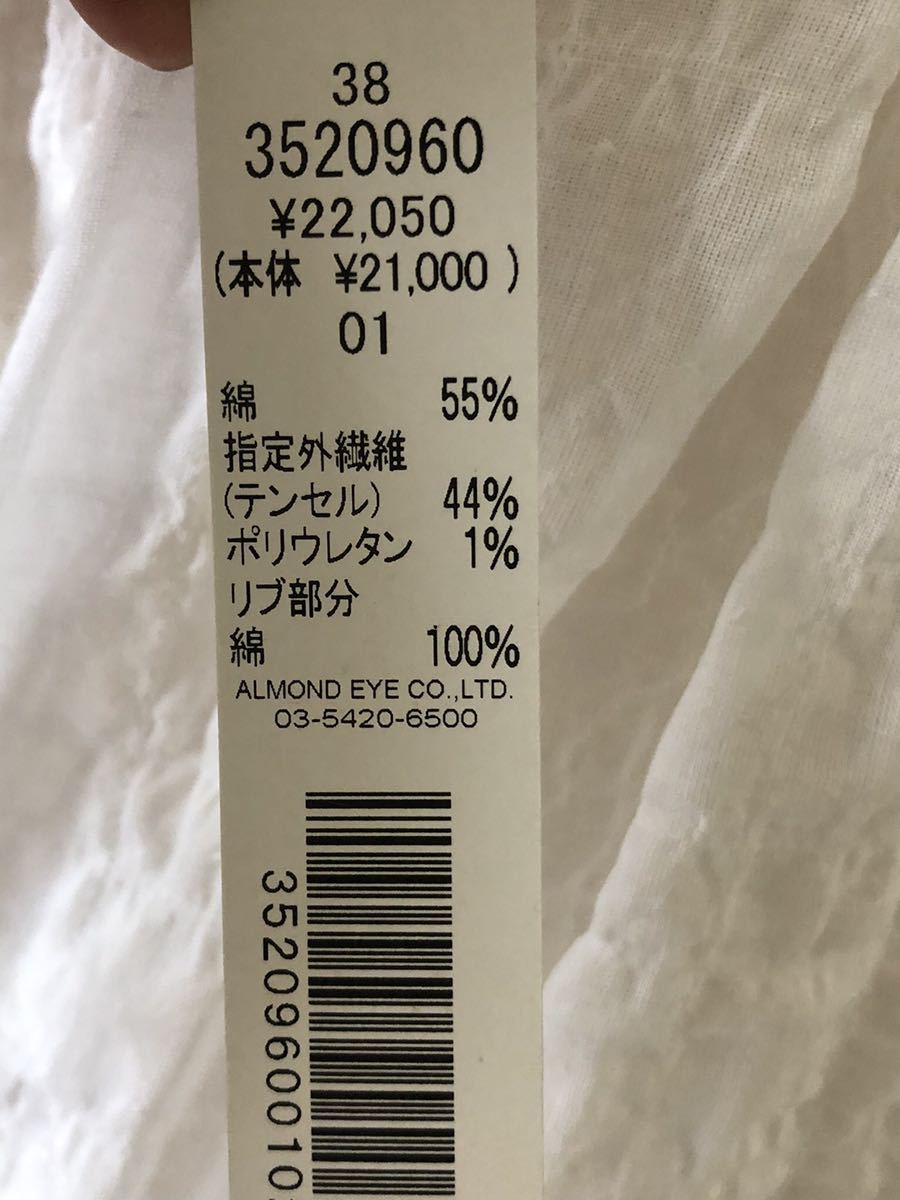 38
3520960
¥22,050
(本体 ¥21,000 )
01
綿 55%
指定外繊維
(テンセル) 44%
ポリウレタン 1%
リブ部分
綿 100%
ALMOND EYE CO.,LTD.
03-5420-6500
3520960010